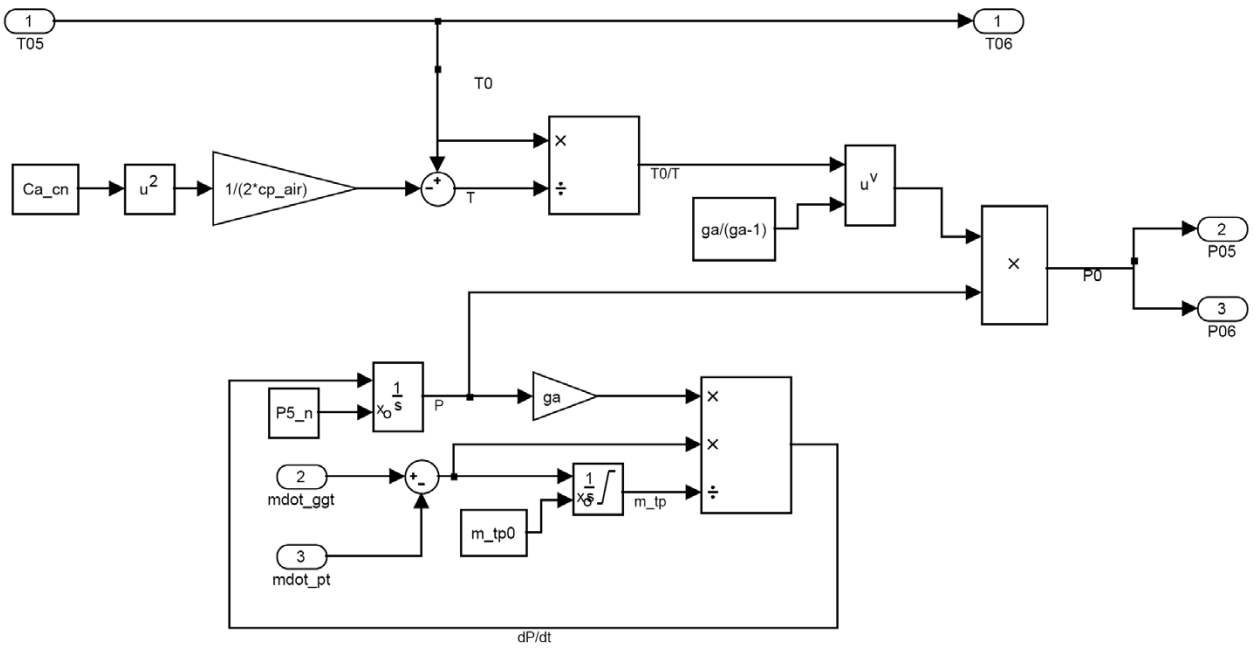 1
T05
1
T06
T0
Ca_cn
u²
1/(2*cp_air)
-
+
T
×
÷
T0/T
ga/(ga-1)
uᵛ
×
P0
2
P05
3
P06
P5_n
xₒ
1
s
P
ga
×
×
÷
2
mdot_ggt
+
-
3
mdot_pt
m_tp0
1
s
xₒ
m_tp
dP/dt